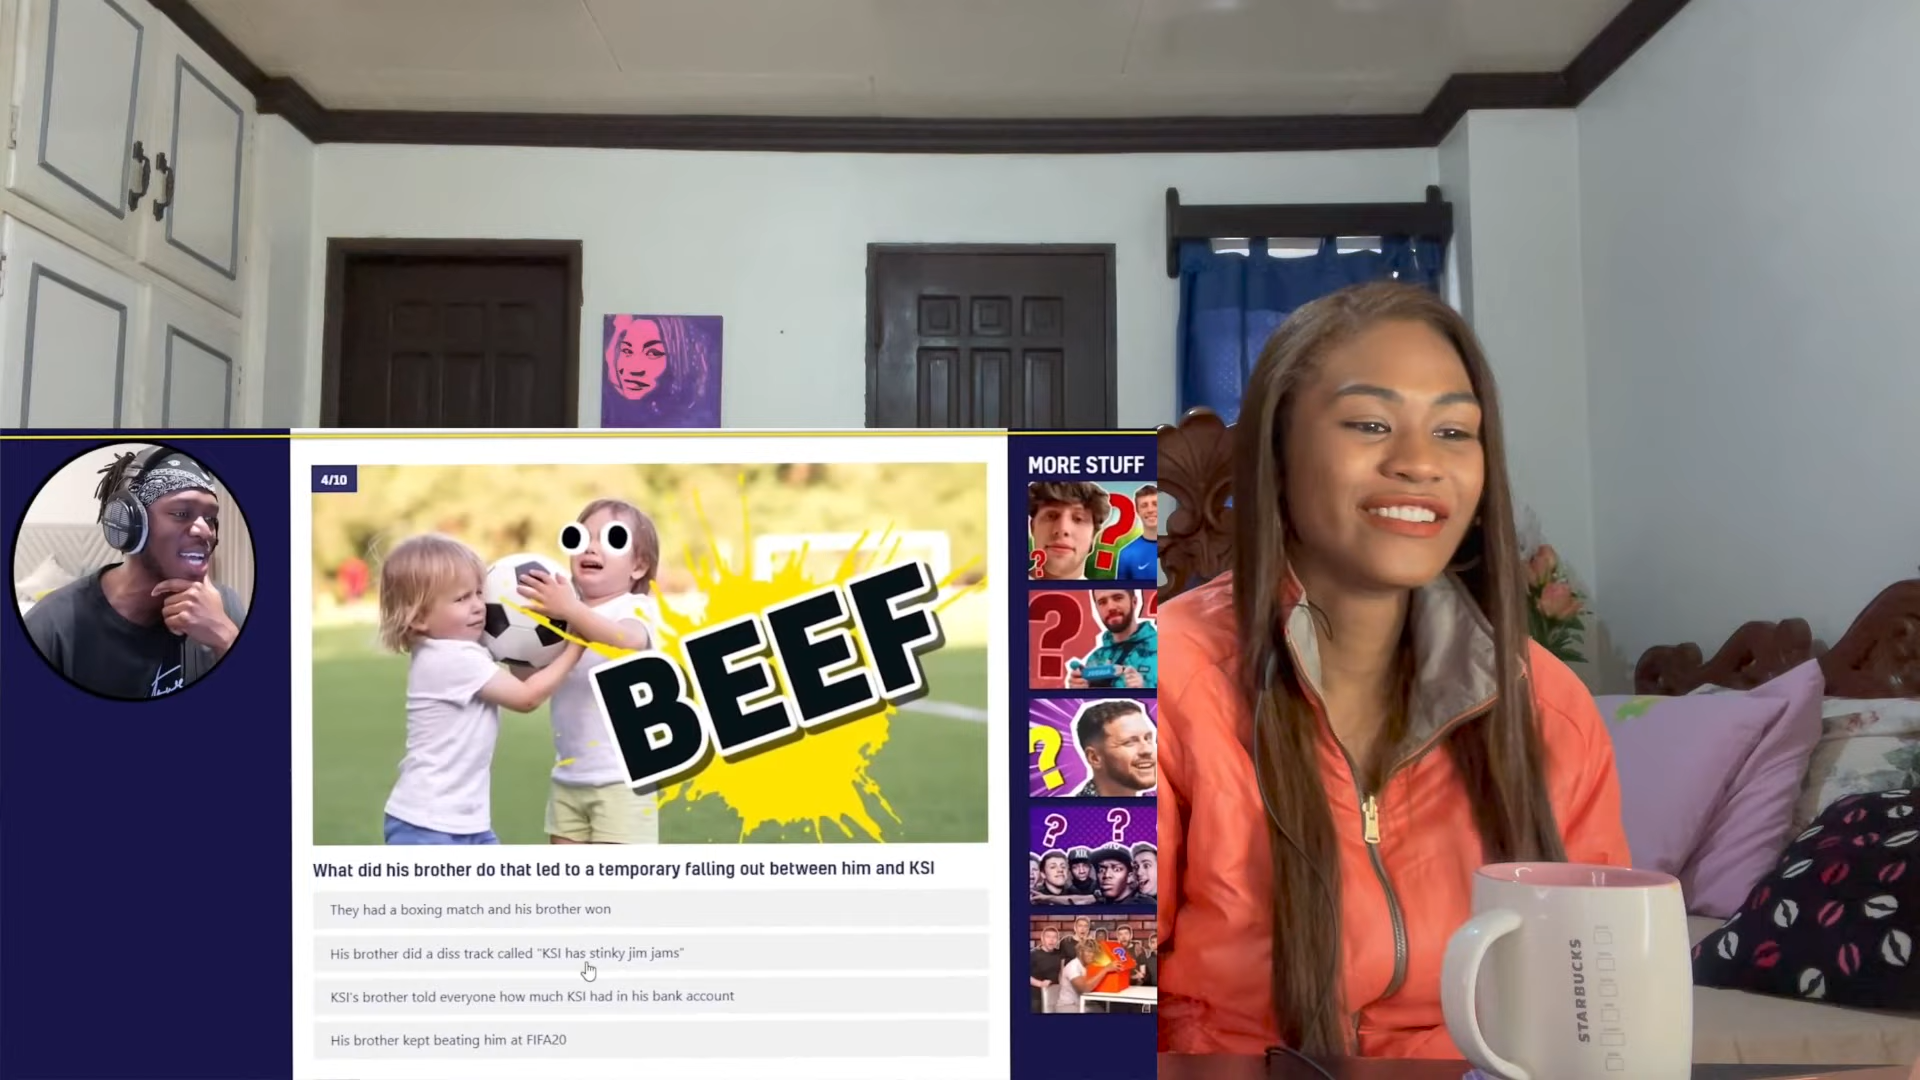 4/10
BEEF
What did his brother do that led to a temporary falling out between him and KSI
They had a boxing match and his brother won
His brother did a diss track called "KSI has stinky jim jams"
KSI's brother told everyone how much KSI had in his bank account
His brother kept beating him at FIFA20
MORE STUFF
?
?
?
?
?
?
?
STARBUCKS